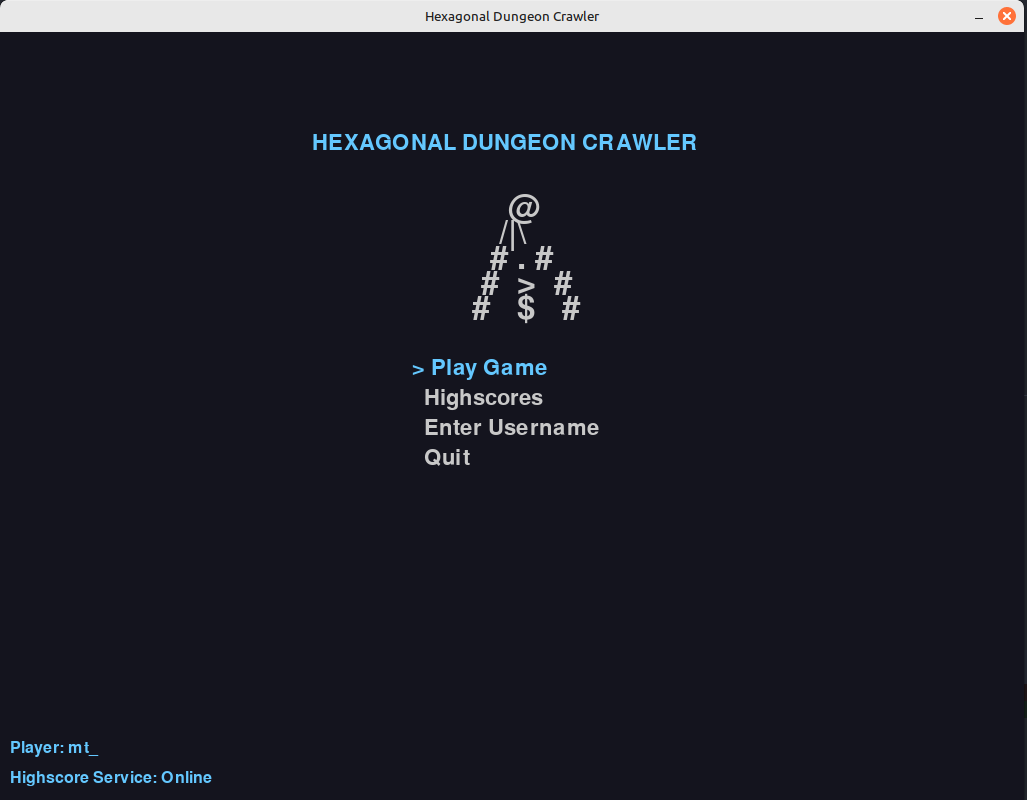 Hexagonal Dungeon Crawler
HEXAGONAL DUNGEON CRAWLER
@
/|\
# . #
# > #
# $ #
> Play Game
Highscores
Enter Username
Quit
Player: mt_
Highscore Service: Online